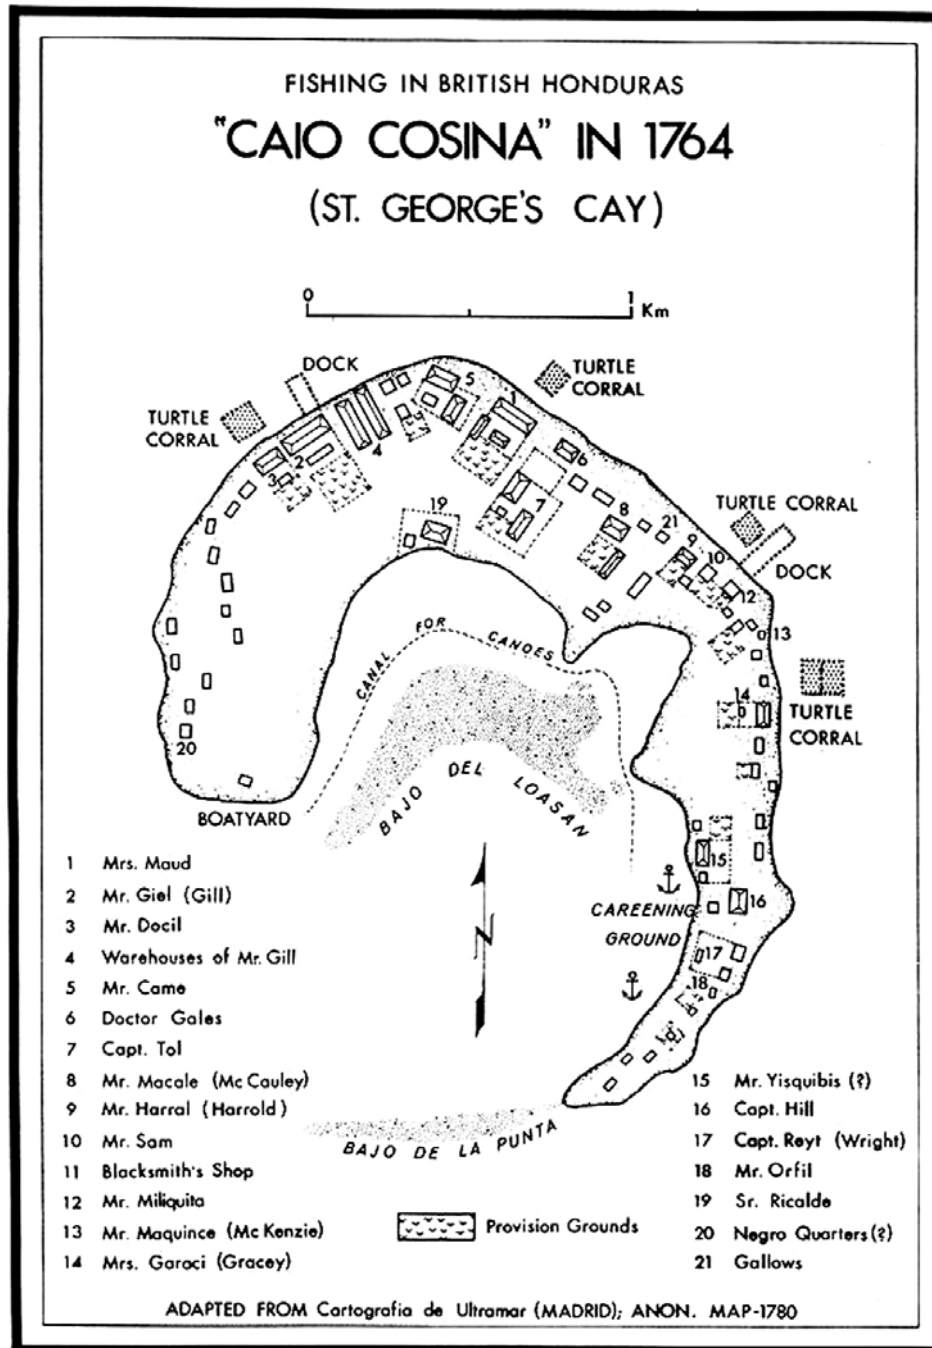 FISHING IN BRITISH HONDURAS
"CAIO COSINA" IN 1764
(ST. GEORGE'S CAY)
0 1 Km
DOCK
TURTLE
CORRAL
TURTLE
CORRAL
5
1
4
2
3
6
19
7
8
21
9
10
12
13
TURTLE CORRAL
DOCK
14
TURTLE
CORRAL
CANAL FOR CANOES
20
BOATYARD
BAJO DEL LOASAN
15
16
CAREENING
GROUND
17
18
N
BAJO DE LA PUNTA
1 Mrs. Maud
2 Mr. Giel (Gill)
3 Mr. Docil
4 Warehouses of Mr. Gill
5 Mr. Came
6 Doctor Gales
7 Capt. Tol
8 Mr. Macale (Mc Cauley)
9 Mr. Harral (Harrold)
10 Mr. Sam
11 Blacksmith's Shop
12 Mr. Miliquita
13 Mr. Maquince (Mc Kenzie)
14 Mrs. Garaci (Gracey)
15 Mr. Yisquibis (?)
16 Capt. Hill
17 Capt. Reyt (Wright)
18 Mr. Orfil
19 Sr. Ricalde
20 Negro Quarters (?)
21 Gallows
Provision Grounds
ADAPTED FROM Cartografia de Ultramar (MADRID); ANON. MAP-1780